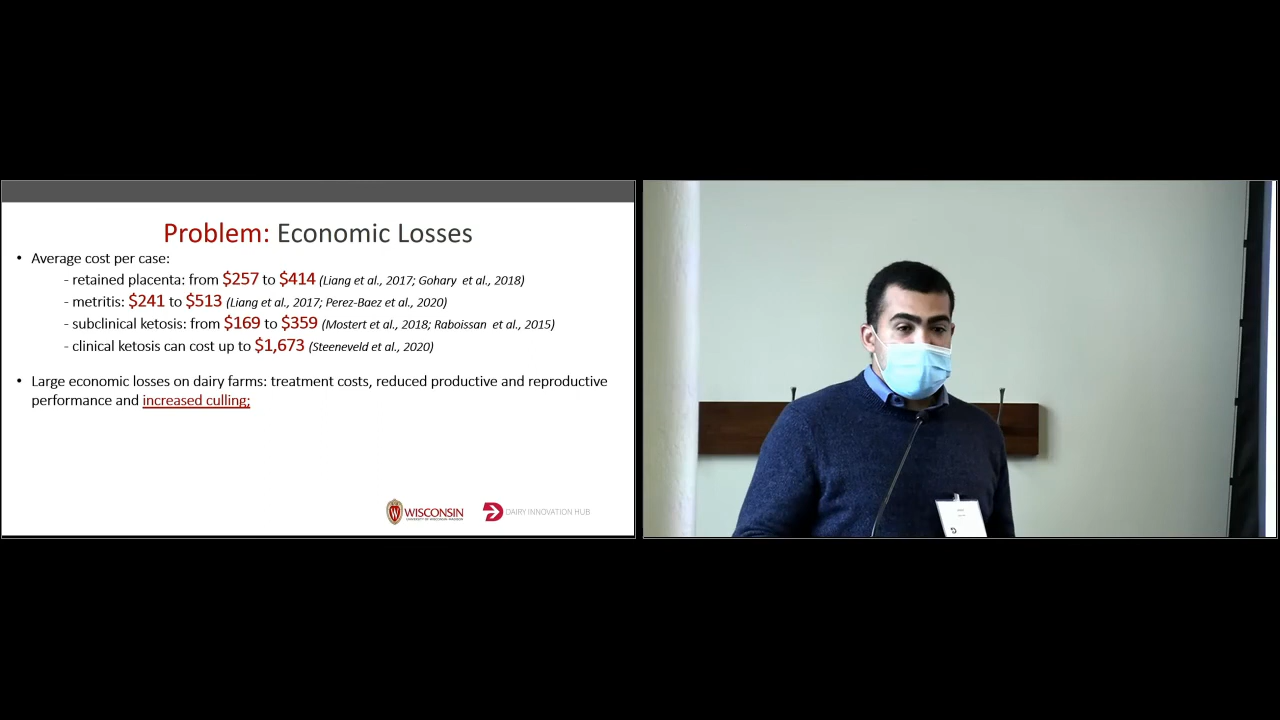 Problem: Economic Losses
• Average cost per case:
- retained placenta: from $257 to $414 (Liang et al., 2017; Gohary et al., 2018)
- metritis: $241 to $513 (Liang et al., 2017; Perez-Baez et al., 2020)
- subclinical ketosis: from $169 to $359 (Mostert et al., 2018; Raboissan et al., 2015)
- clinical ketosis can cost up to $1,673 (Steeneveld et al., 2020)
• Large economic losses on dairy farms: treatment costs, reduced productive and reproductive
performance and increased culling;
W WISCONSIN
UNIVERSITY OF WISCONSIN-MADISON
DAIRY INNOVATION HUB